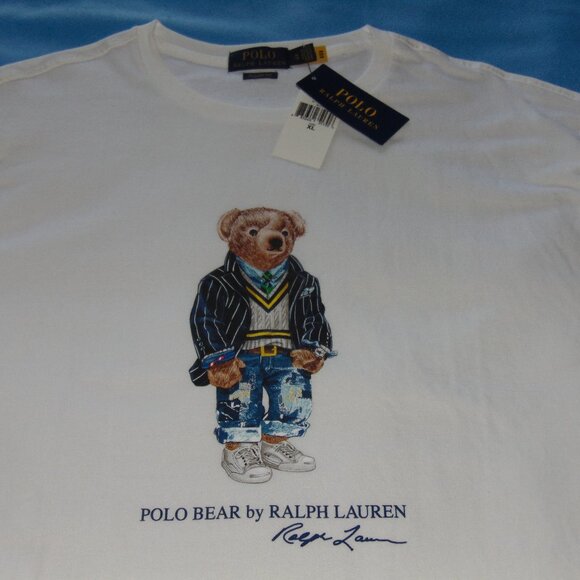 POLO
RALPH LAUREN
POLO
RALPH LAUREN
XL
POLO BEAR by RALPH LAUREN
Ralph Lauren